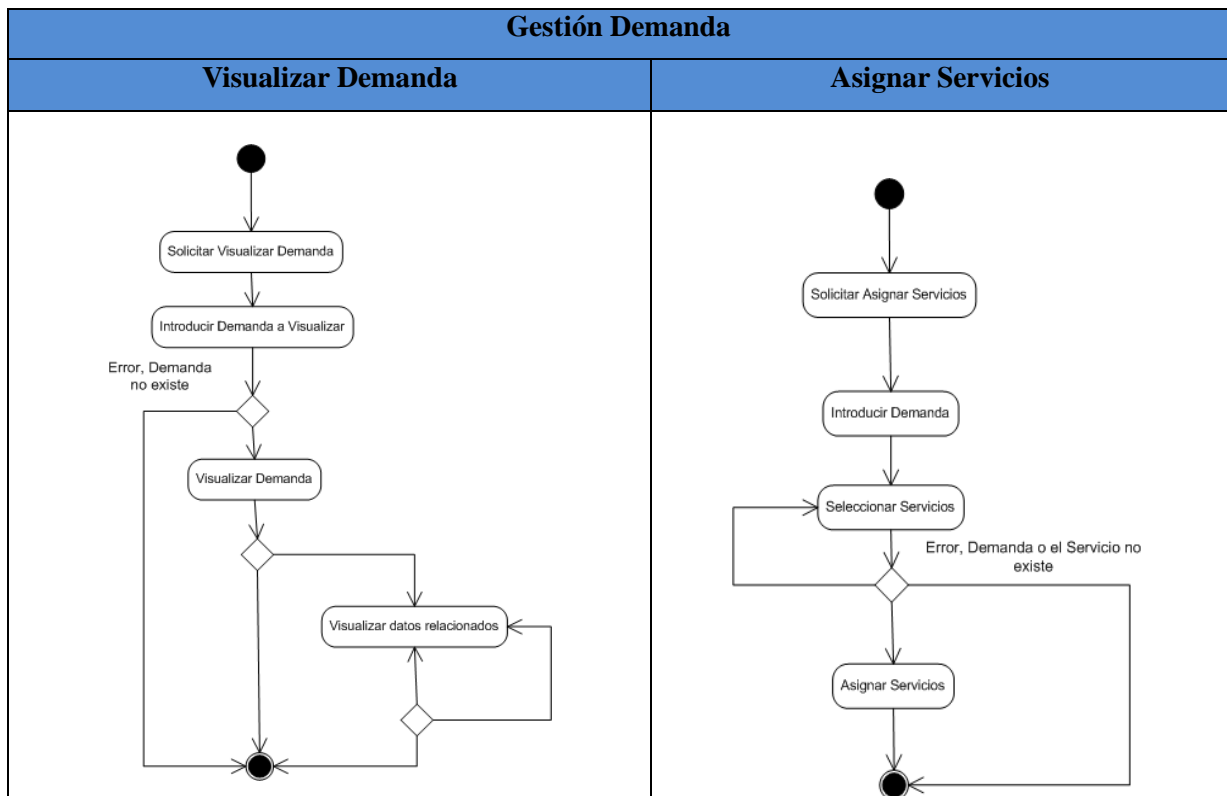 Gestión Demanda
Visualizar Demanda
Asignar Servicios
Solicitar Visualizar Demanda
Introducir Demanda a Visualizar
Error, Demanda
no existe
Visualizar Demanda
Visualizar datos relacionados
Solicitar Asignar Servicios
Introducir Demanda
Seleccionar Servicios
Error, Demanda o el Servicio no
existe
Asignar Servicios